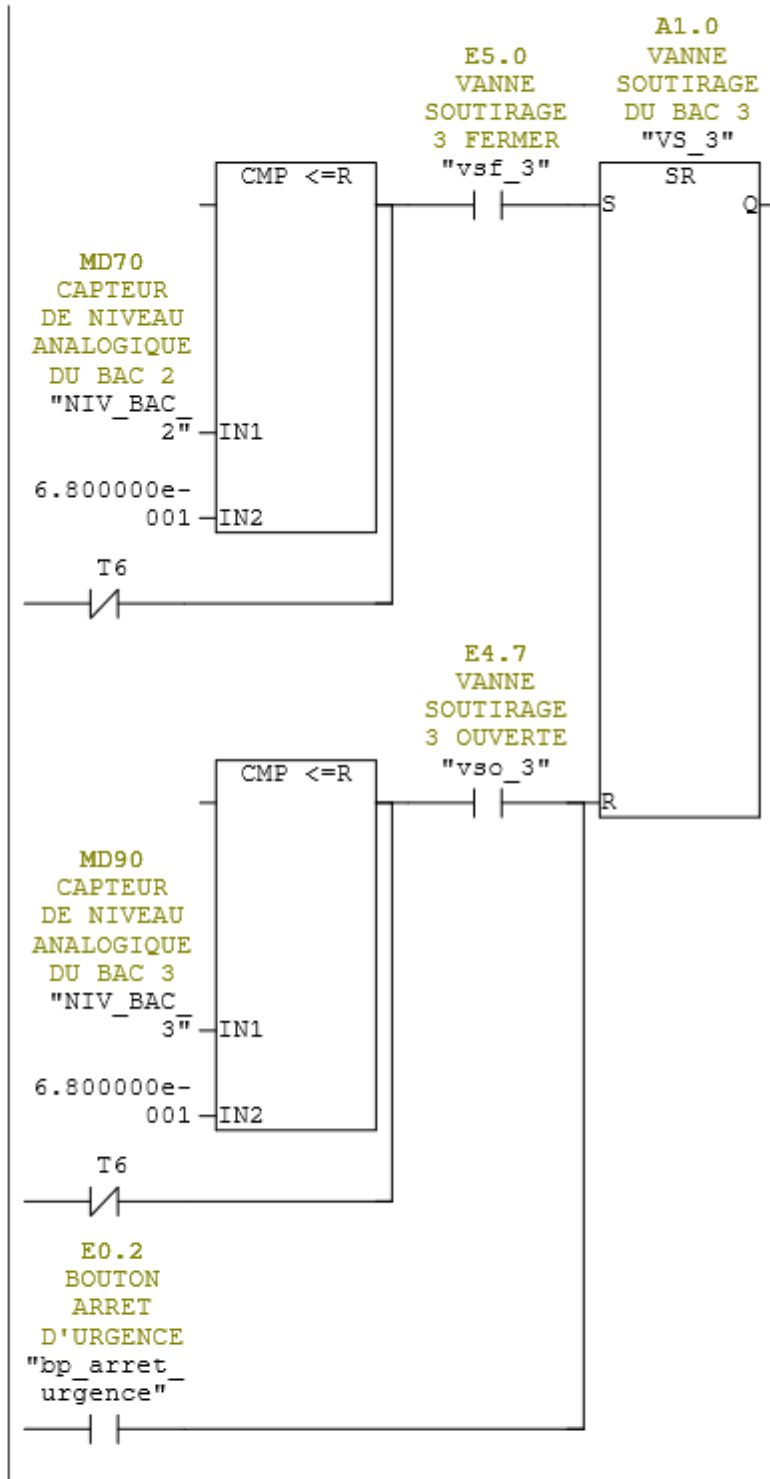 A1.0
VANNE
SOUTIRAGE
DU BAC 3
"VS_3"
SR
S
Q
E5.0
VANNE
SOUTIRAGE
3 FERMER
"vsf_3"
CMP <=R
MD70
CAPTEUR
DE NIVEAU
ANALOGIQUE
DU BAC 2
"NIV_BAC_
2"
IN1
6.800000e-
001
IN2
T6
E4.7
VANNE
SOUTIRAGE
3 OUVERTE
"vso_3"
R
CMP <=R
MD90
CAPTEUR
DE NIVEAU
ANALOGIQUE
DU BAC 3
"NIV_BAC_
3"
IN1
6.800000e-
001
IN2
T6
E0.2
BOUTON
ARRET
D'URGENCE
"bp_arret_
urgence"